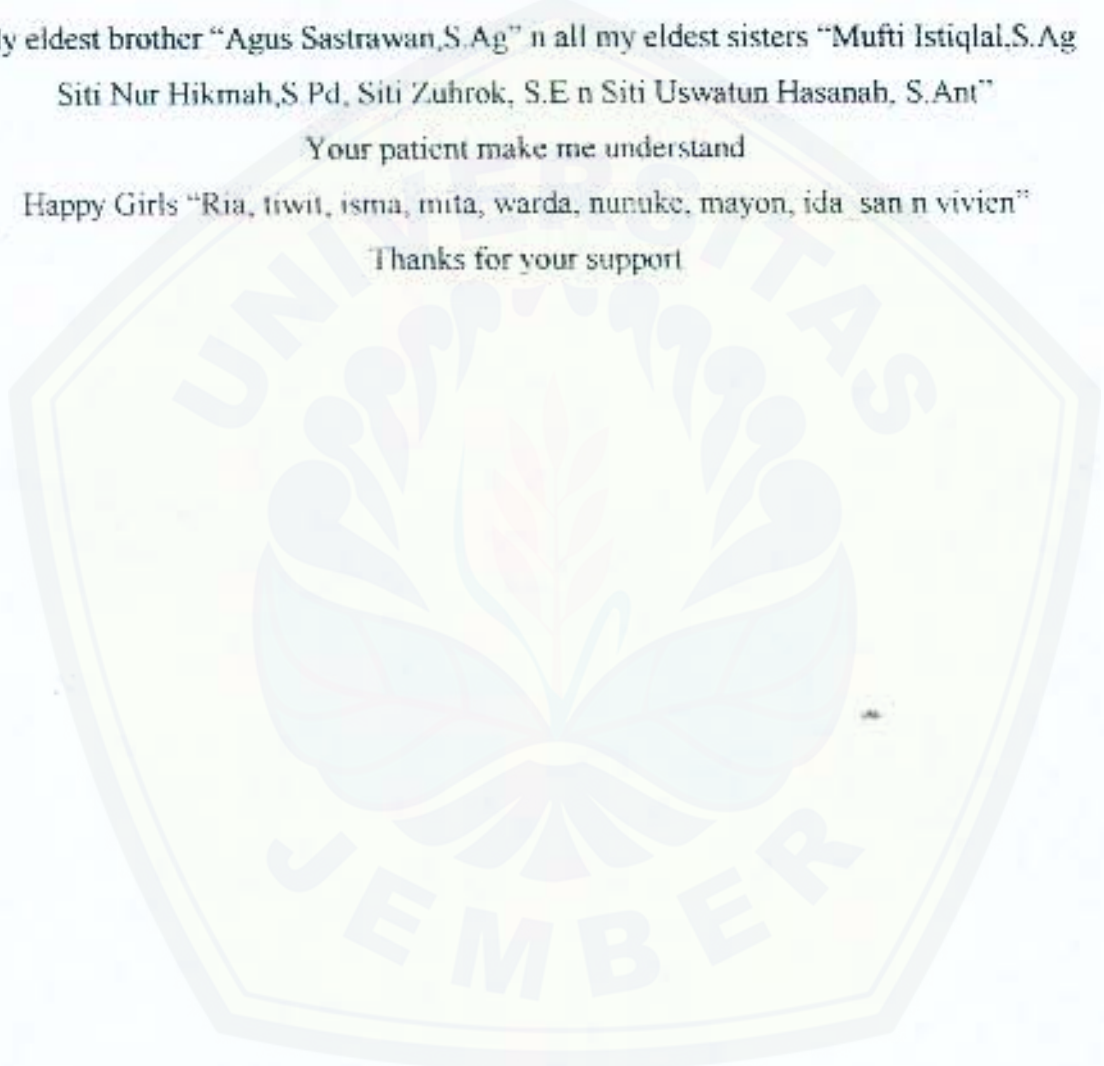 ly eldest brother “Agus Sastrawan,S.Ag” n all my eldest sisters “Mufti Istiqlal,S.Ag
Siti Nur Hikmah,S.Pd, Siti Zuhrok, S.E n Siti Uswatun Hasanah, S.Ant”
Your patient make me understand
Happy Girls “Ria, tiwit, isma, mita, warda, nunuke, mayon, ida san n vivien”
Thanks for your support
UNIVERSITAS
JEMBER